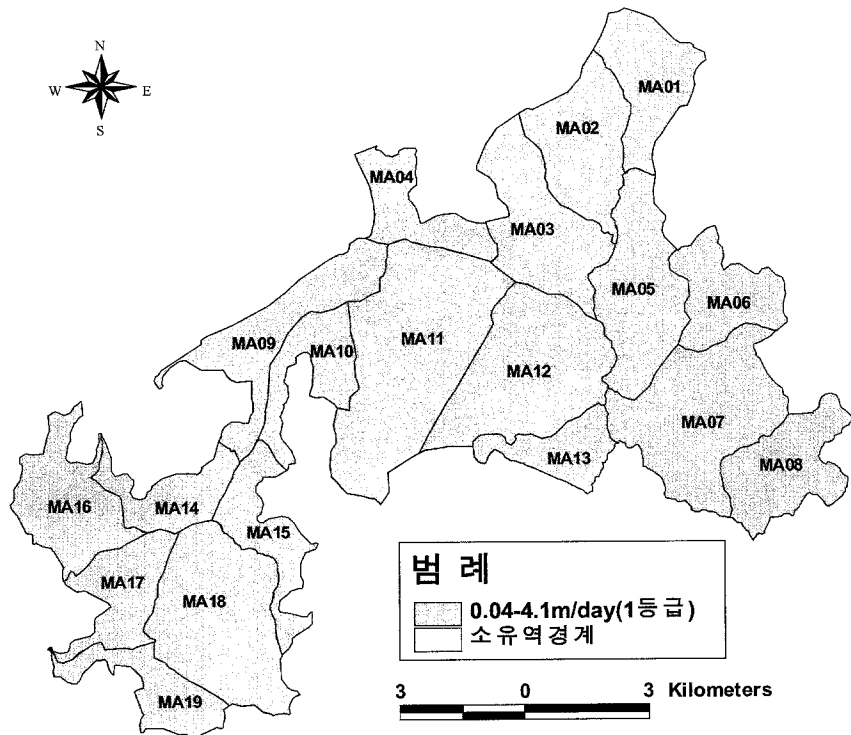 N
W E
S
MA01
MA02
MA04
MA03
MA05
MA06
MA09
MA10
MA11
MA12
MA07
MA13
MA08
MA16
MA14
MA15
MA17
MA18
MA19
범 례
0.04-4.1m/day(1등급)
소유역경계
3 0 3 Kilometers